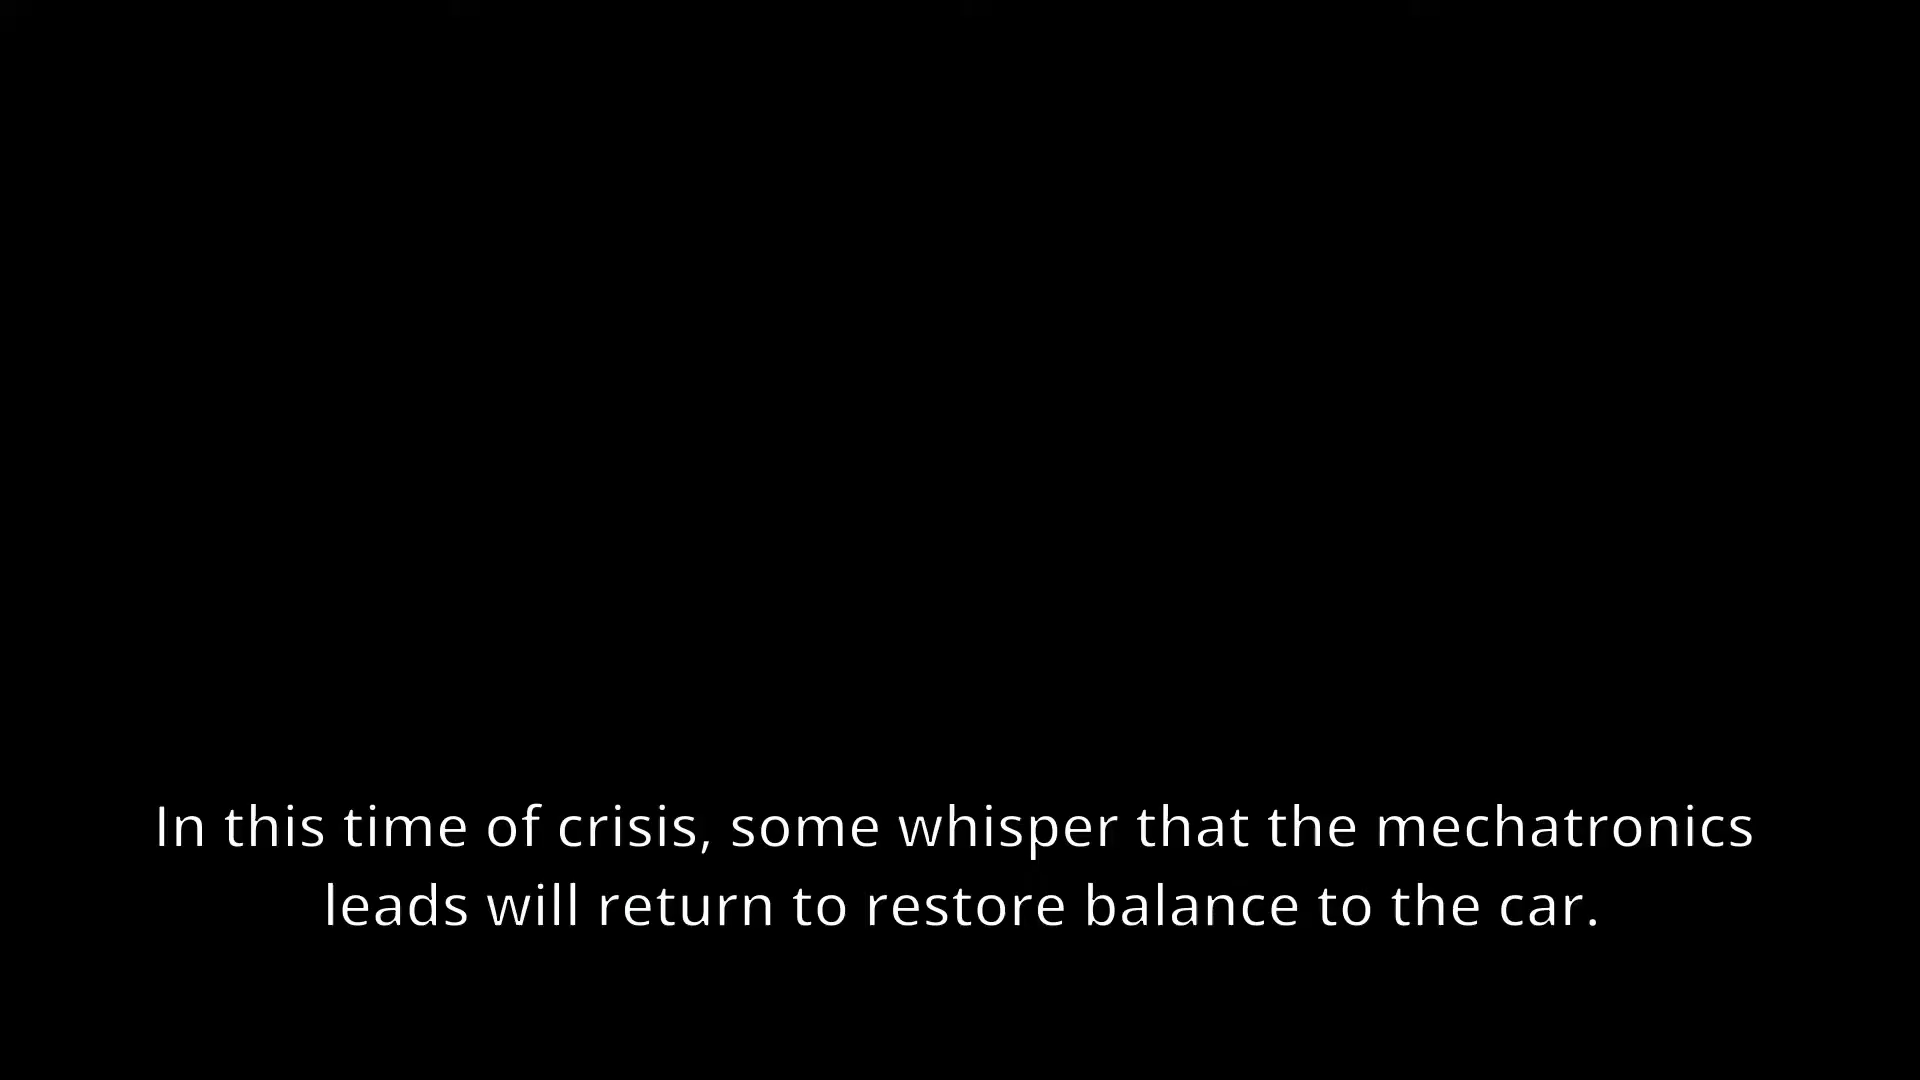 In this time of crisis, some whisper that the mechatronics
leads will return to restore balance to the car.